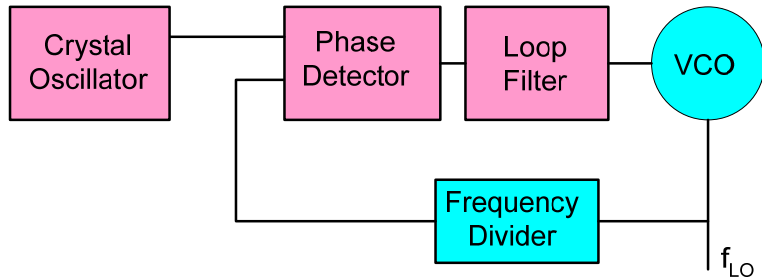 Crystal
Oscillator
Phase
Detector
Loop
Filter
VCO
Frequency
Divider
fLO